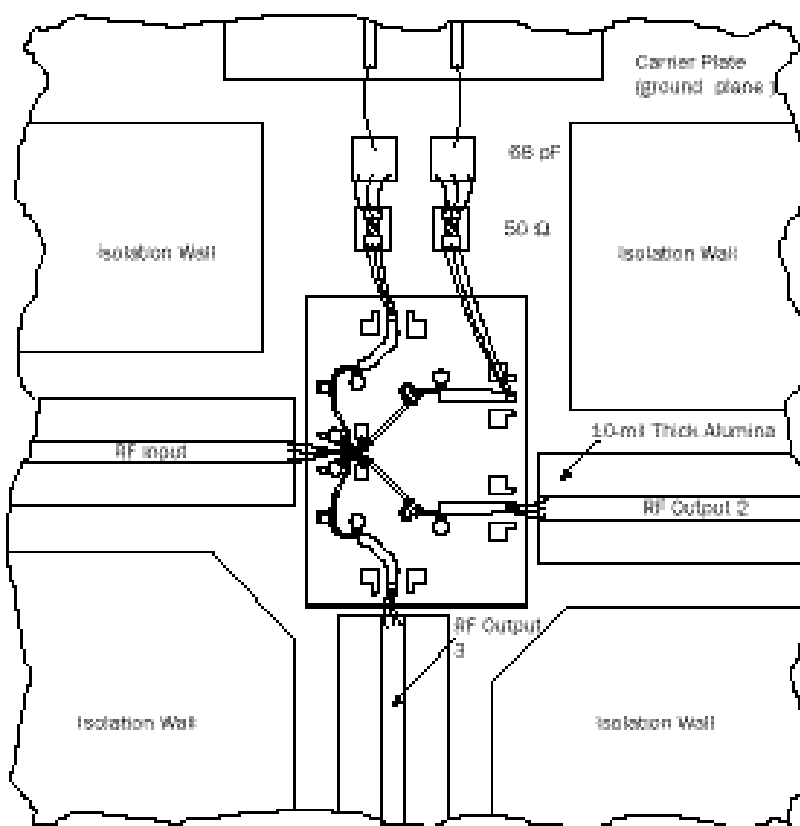 Carrier Plate
(ground plane)
68 pF
50 Ω
Isolation Wall
Isolation Wall
10-mil Thick Alumina
RF Input
RF Output 2
RF Output
3
Isolation Wall
Isolation Wall